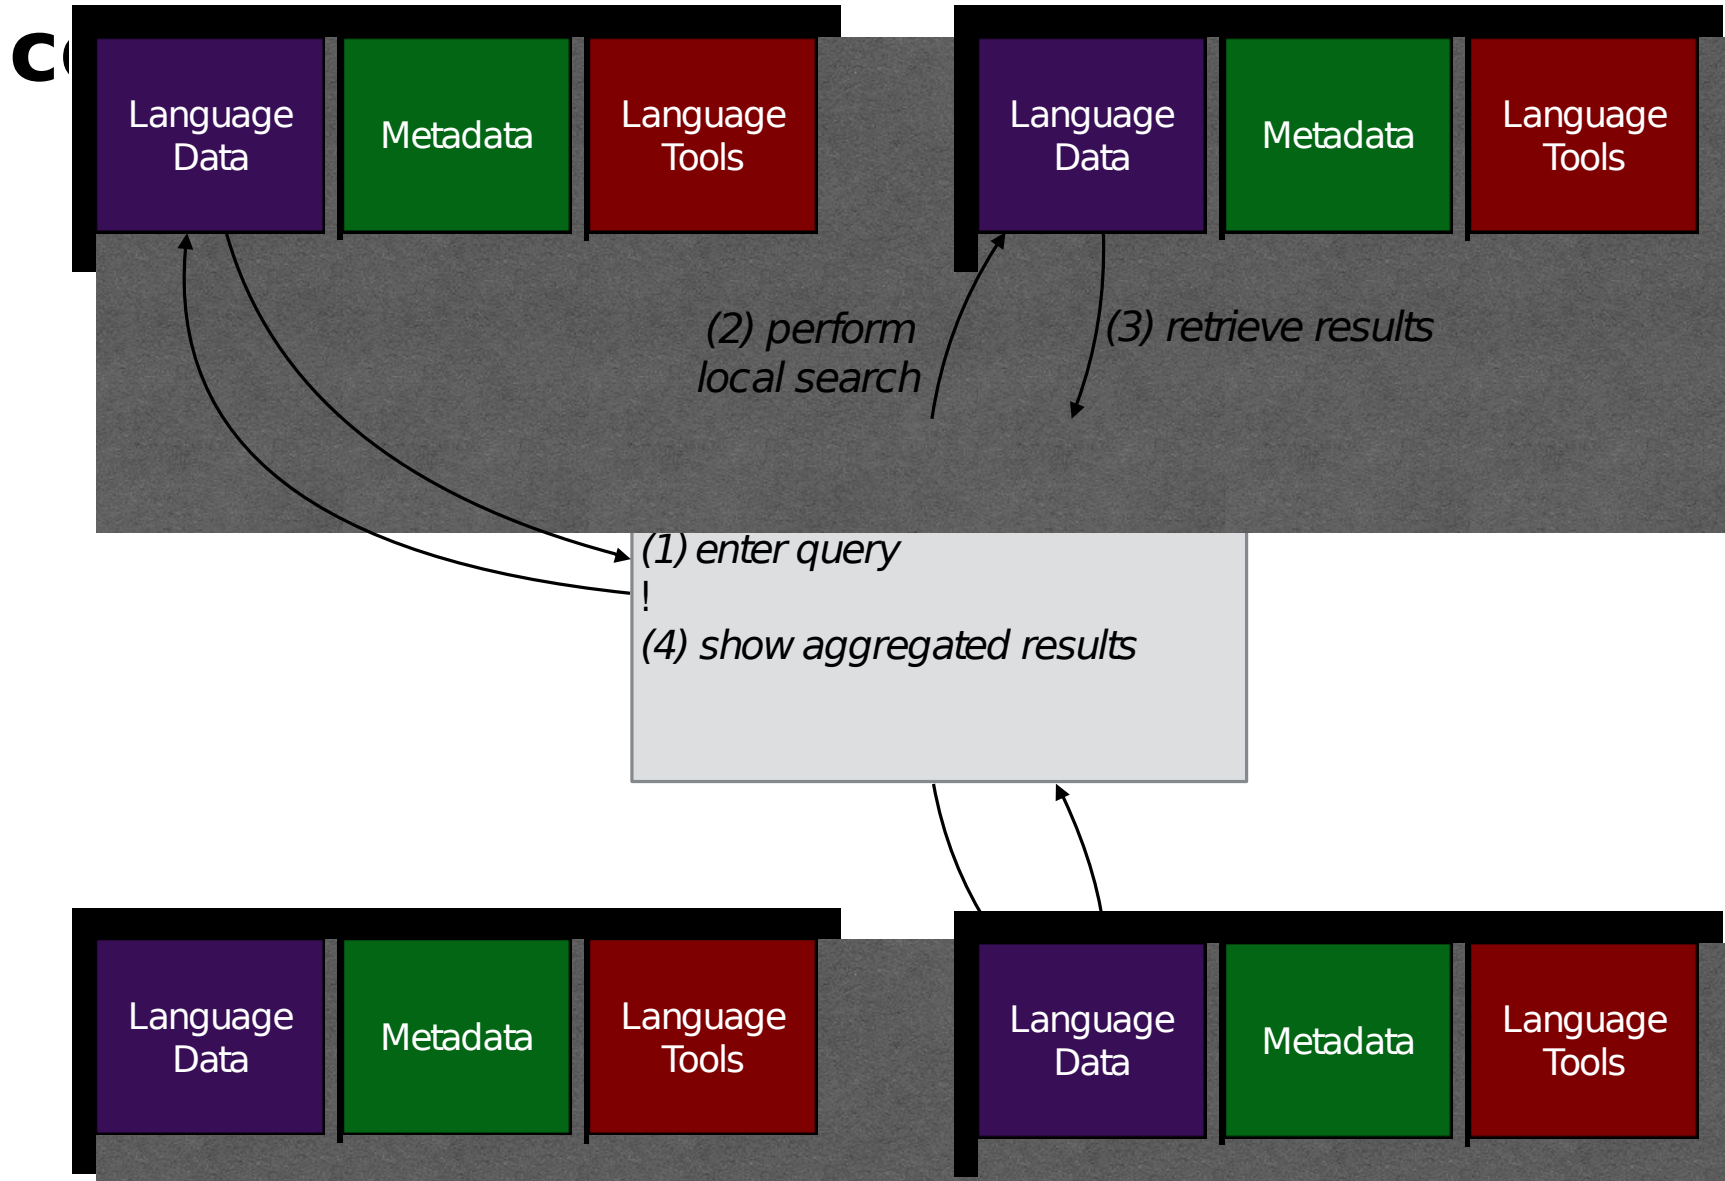 Language
Data
Metadata
Language
Tools
Language
Data
Metadata
Language
Tools
(2) perform
local search
(3) retrieve results
(1) enter query
!
(4) show aggregated results
Language
Data
Metadata
Language
Tools
Language
Data
Metadata
Language
Tools